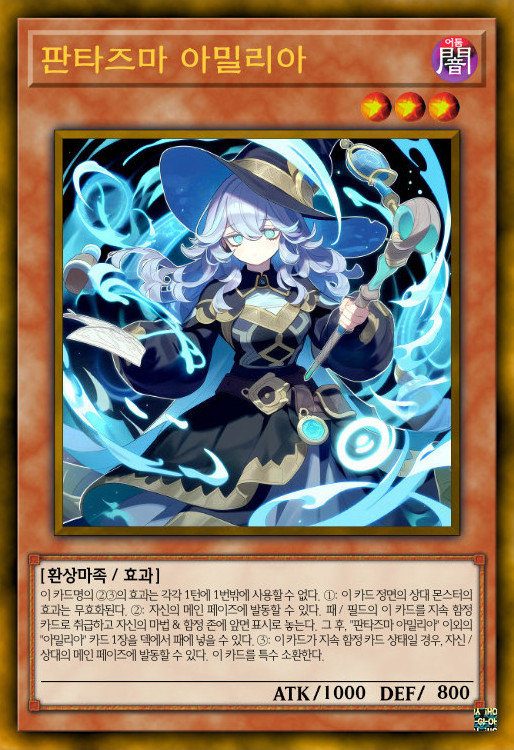 판타즈마 아밀리아
어둠
闇
[환상마족 / 효과]
이 카드명의 ②③의 효과는 각각 1턴에 1번밖에 사용할 수 없다. ①: 이 카드 정면의 상대 몬스터의
효과는 무효화된다. ②: 자신의 메인 페이즈에 발동할 수 있다. 패 / 필드의 이 카드를 지속 함정
카드로 취급하고 자신의 마법 & 함정 존에 앞면 표시로 놓는다. 그 후, "판타즈마 아밀리아" 이외의
"아밀리아" 카드 1장을 덱에서 패에 넣을 수 있다. ③: 이 카드가 지속 함정 카드 상태일 경우, 자신 /
상대의 메인 페이즈에 발동할 수 있다. 이 카드를 특수 소환한다.
ATK/1000 DEF/ 800